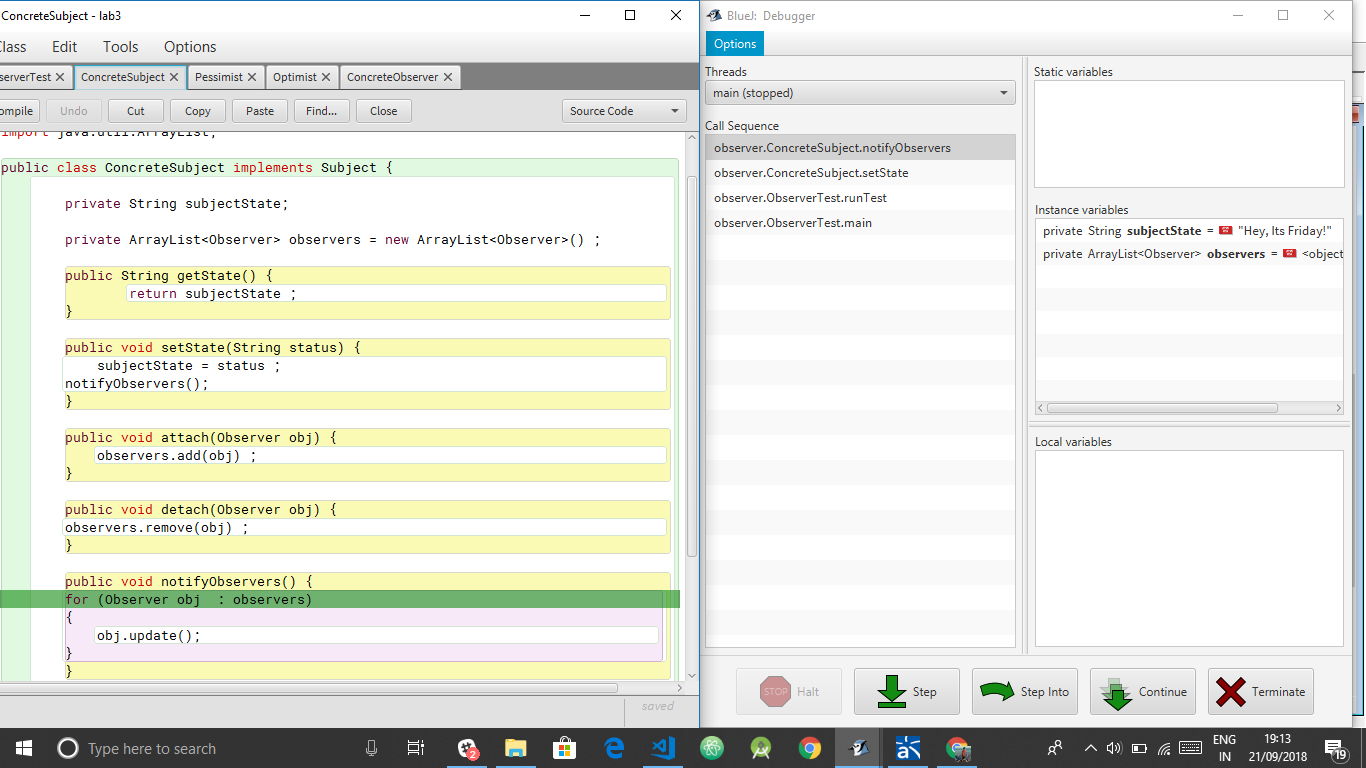 ConcreteSubject - lab3
Class Edit Tools Options
serverTest ConcreteSubject Pessimist Optimist ConcreteObserver
ompile Undo Cut Copy Paste Find... Close Source Code
import java.util.ArrayList;
public class ConcreteSubject implements Subject {
private String subjectState;
private ArrayList<Observer> observers = new ArrayList<Observer>() ;
public String getState() {
return subjectState ;
}
public void setState(String status) {
subjectState = status ;
notifyObservers();
}
public void attach(Observer obj) {
observers.add(obj) ;
}
public void detach(Observer obj) {
observers.remove(obj) ;
}
public void notifyObservers() {
for (Observer obj  : observers)
{
obj.update();
}
}
saved
BlueJ: Debugger
Options
Threads
main (stopped)
Call Sequence
observer.ConcreteSubject.notifyObservers
observer.ConcreteSubject.setState
observer.ObserverTest.runTest
observer.ObserverTest.main
Static variables
Instance variables
private String subjectState = "Hey, Its Friday!"
private ArrayList<Observer> observers = <object
Local variables
STOP Halt Step Step Into Continue Terminate
Type here to search
2
ENG
IN
19:13
21/09/2018
19